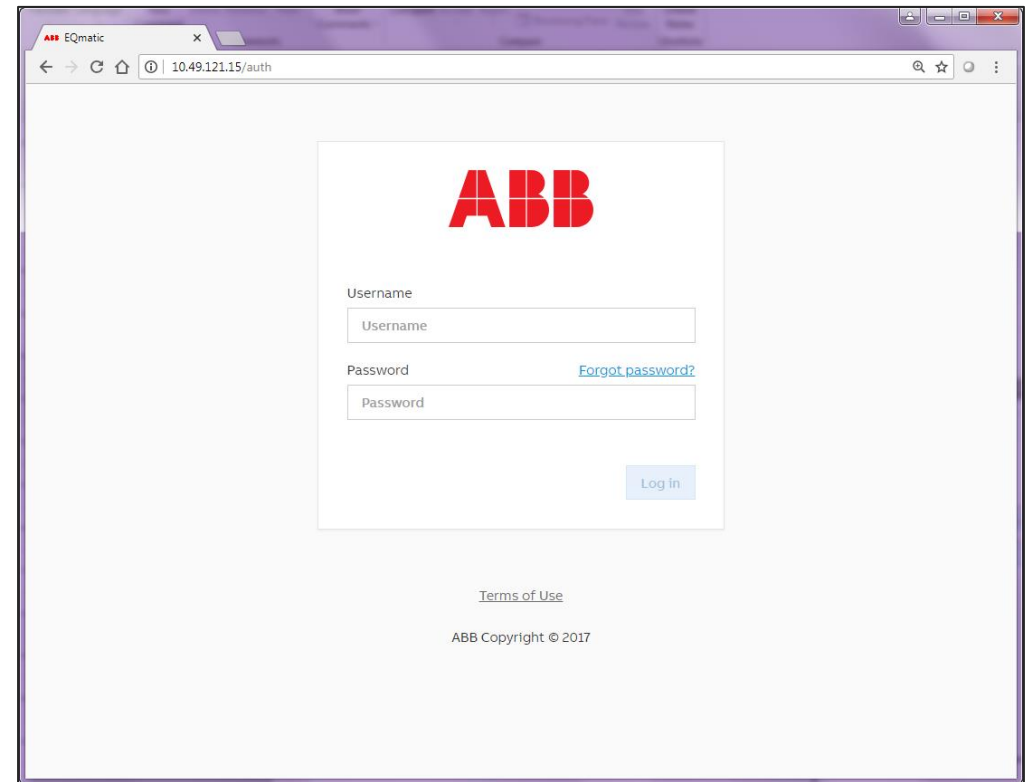 ABB EQmatic
10.49.121.15/auth
ABB
Username
Username
Password Forgot password?
Password
Log in
Terms of Use
ABB Copyright © 2017